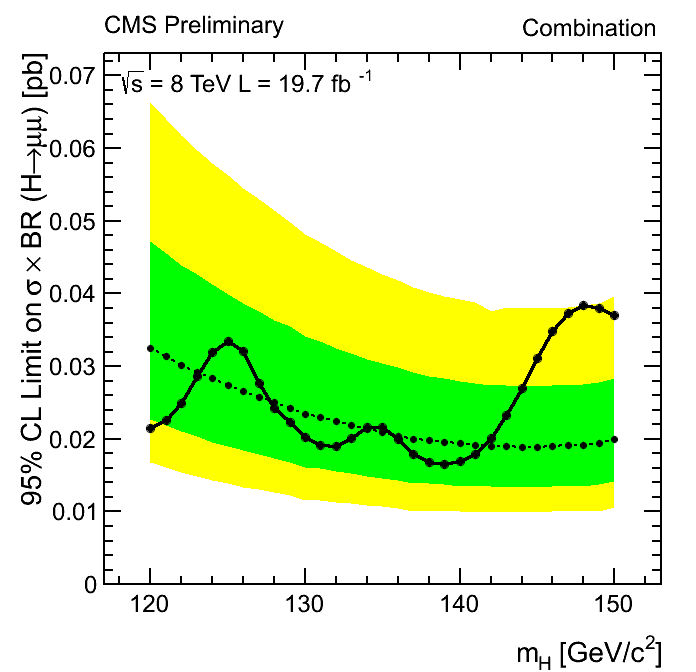 CMS Preliminary
Combination
√s = 8 TeV L = 19.7 fb⁻¹
95% CL Limit on σ × BR (H→μμ) [pb]
0.07
0.06
0.05
0.04
0.03
0.02
0.01
0
120
130
140
150
m_H [GeV/c²]